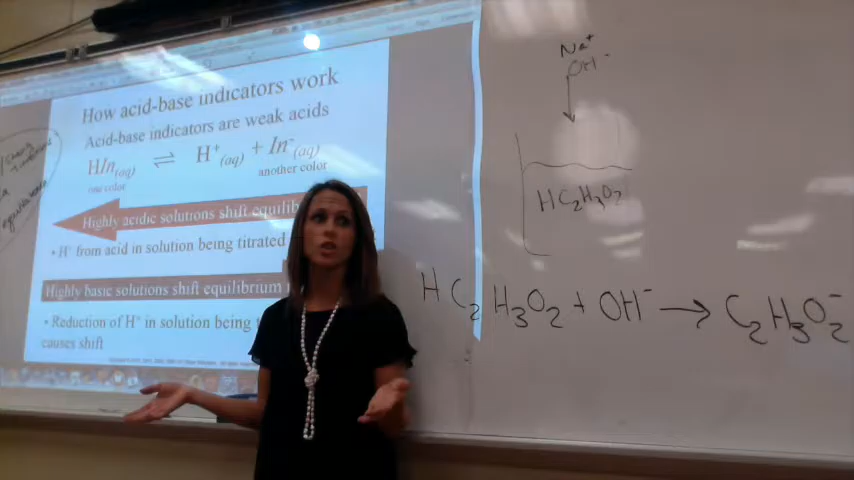 How acid-base indicators work
Acid-base indicators are weak acids
HIn(aq) ⇌ H+(aq) + In-(aq)
one color another color
Highly acidic solutions shift
• H+ from acid in solution being titrated
Highly basic solutions shift equilibrium
• Reduction of H+ in solution being
causes shift
Na+
OH-
HC2H3O2
HC2H3O2 + OH- → C2H3O2-